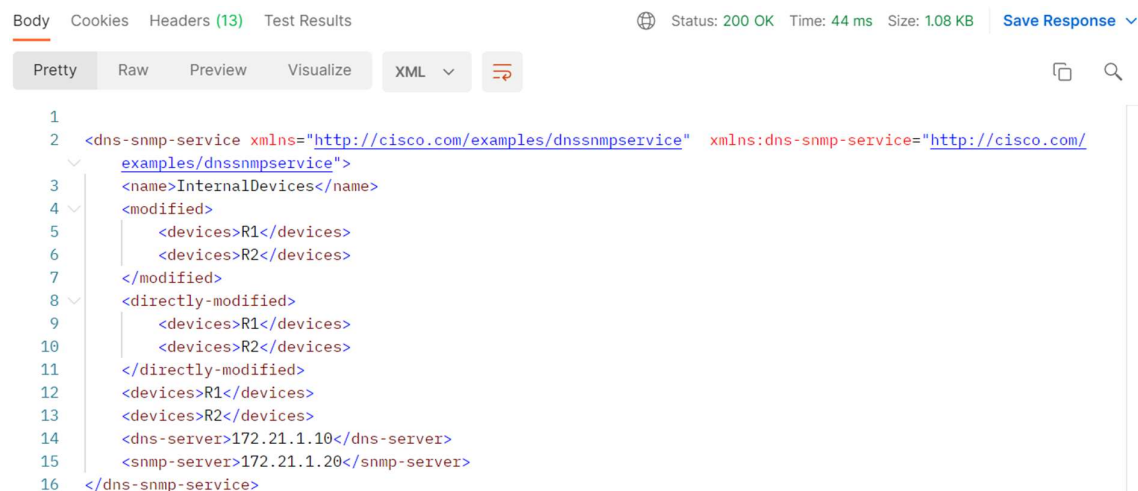 Body Cookies Headers (13) Test Results Status: 200 OK Time: 44 ms Size: 1.08 KB Save Response
Pretty Raw Preview Visualize XML
1
2 <dns-snmp-service xmlns="http://cisco.com/examples/dnssnmpservice" xmlns:dns-snmp-service="http://cisco.com/
examples/dnssnmpservice">
3 <name>InternalDevices</name>
4 <modified>
5 <devices>R1</devices>
6 <devices>R2</devices>
7 </modified>
8 <directly-modified>
9 <devices>R1</devices>
10 <devices>R2</devices>
11 </directly-modified>
12 <devices>R1</devices>
13 <devices>R2</devices>
14 <dns-server>172.21.1.10</dns-server>
15 <snmp-server>172.21.1.20</snmp-server>
16 </dns-snmp-service>